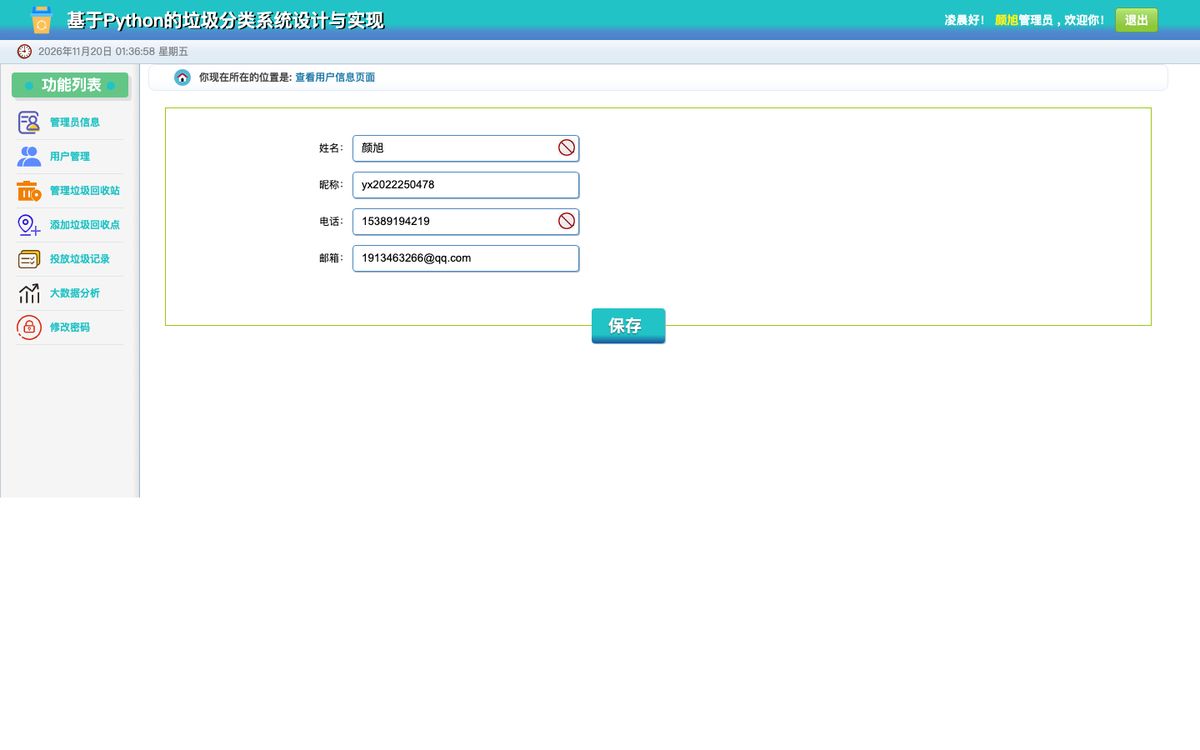 基于Python的垃圾分类系统设计与实现
凌晨好! 颜旭管理员，欢迎你!
退出
2026年11月20日 01:36:58 星期五
功能列表
管理员信息
用户管理
管理垃圾回收站
添加垃圾回收点
投放垃圾记录
大数据分析
修改密码
你现在所在的位置是: 查看用户信息页面
姓名: 颜旭
昵称: yx2022250478
电话: 15389194219
邮箱: 1913463266@qq.com
保存